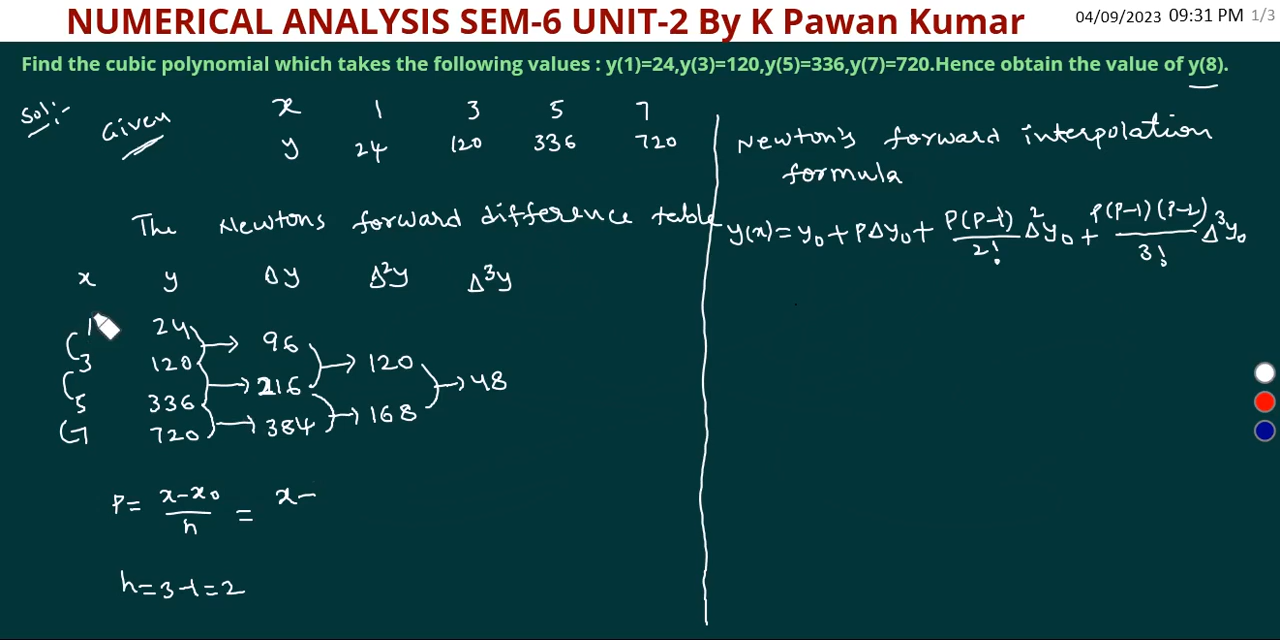 NUMERICAL ANALYSIS SEM-6 UNIT-2 By K Pawan Kumar
04/09/2023 09:31 PM 1/3
Find the cubic polynomial which takes the following values : y(1)=24,y(3)=120,y(5)=336,y(7)=720.Hence obtain the value of y(8).
Sol:-
Given
x 1 3 5 7
y 24 120 336 720
The Newtons forward difference table
x y Δy Δ²y Δ³y
1 24
96
3 120
120
216
48
5 336
168
384
7 720
P = (x-x₀)/h = x-
h=3-1=2
Newton's forward interpolation
formula
y(x) = y₀ + PΔy₀ + P(P-1)/2! Δ²y₀ + P(P-1)(P-2)/3! Δ³y₀